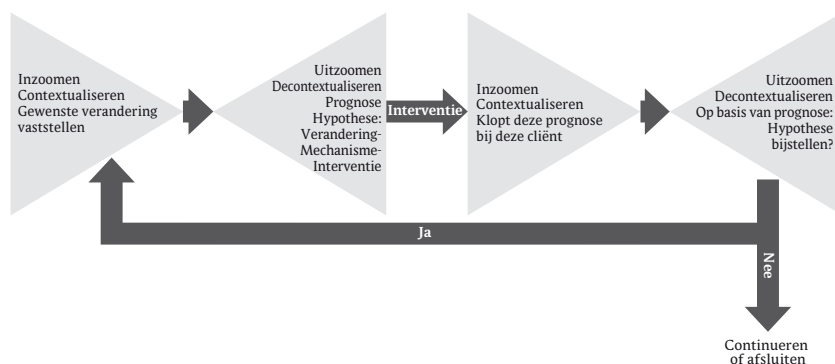 Inzoomen
Contextualiseren
Gewenste verandering
vaststellen
Uitzoomen
Decontextualiseren
Prognose
Hypothese:
Verandering-
Mechanisme-
Interventie
Interventie
Inzoomen
Contextualiseren
Klopt deze prognose
bij deze cliënt
Uitzoomen
Decontextualiseren
Op basis van prognose:
Hypothese
bijstellen?
Ja
Nee
Continueren
of afsluiten